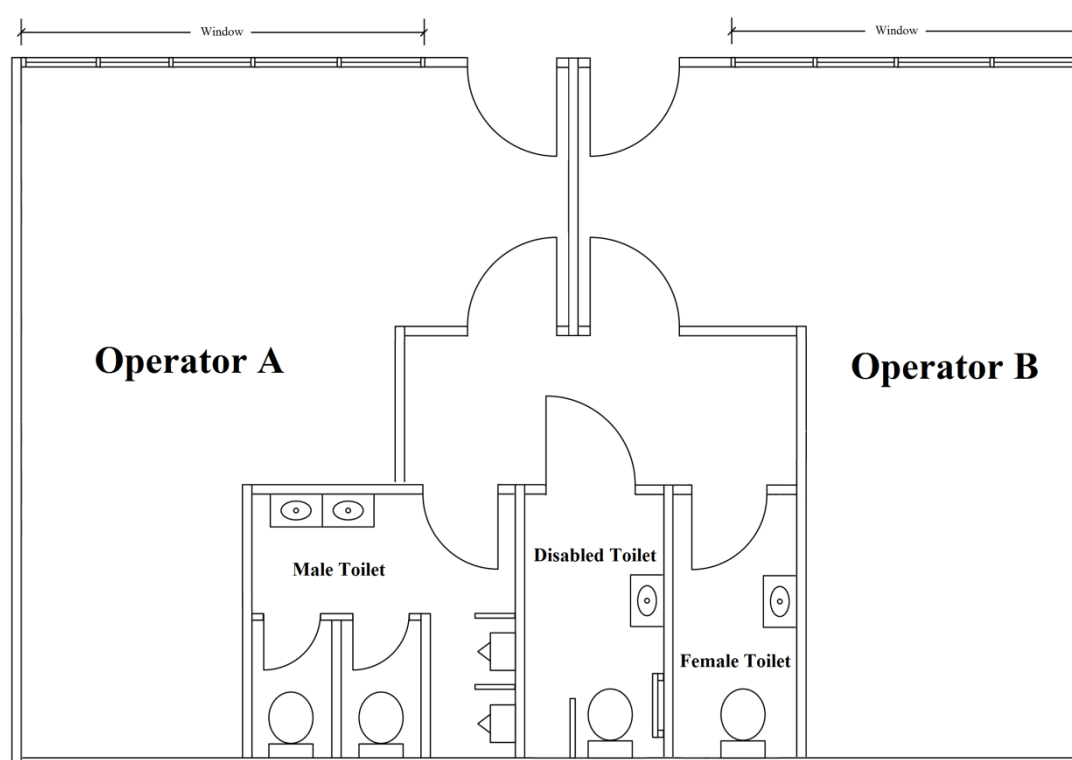 Window
Window
Operator A
Operator B
Disabled Toilet
Male Toilet
Female Toilet